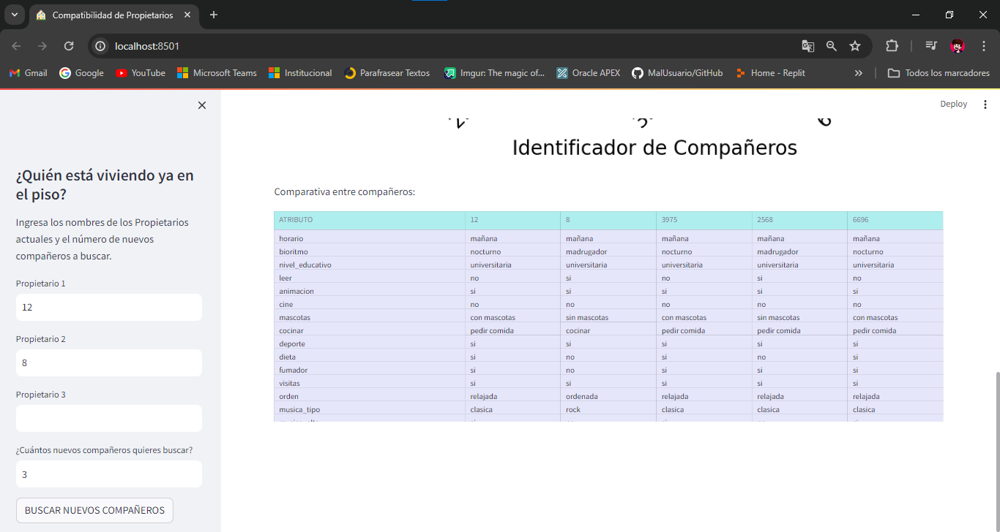 Compatibilidad de Propietarios
localhost:8501
Gmail Google YouTube Microsoft Teams Institucional Parafrasear Textos Imgur: The magic of... Oracle APEX MalUsuario/GitHub Home - Replit Todos los marcadores
Deploy
¿Quién está viviendo ya en
el piso?
Ingresa los nombres de los Propietarios
actuales y el número de nuevos
compañeros a buscar.
Propietario 1
12
Propietario 2
8
Propietario 3
¿Cuántos nuevos compañeros quieres buscar?
3
BUSCAR NUEVOS COMPAÑEROS
Identificador de Compañeros
Comparativa entre compañeros:
ATRIBUTO 12 8 3975 2568 6696
horario mañana mañana mañana mañana mañana
bioritmo nocturno madrugador nocturno madrugador nocturno
nivel_educativo universitaria universitaria universitaria universitaria universitaria
leer no si no si no
animacion si si si si si
cine no no no no no
mascotas con mascotas sin mascotas con mascotas sin mascotas con mascotas
cocinar pedir comida cocinar pedir comida pedir comida pedir comida
deporte si si si si si
dieta si no si no si
fumador si no si si si
visitas si si si si si
orden relajada ordenada relajada relajada relajada
musica_tipo clasica rock clasica clasica clasica